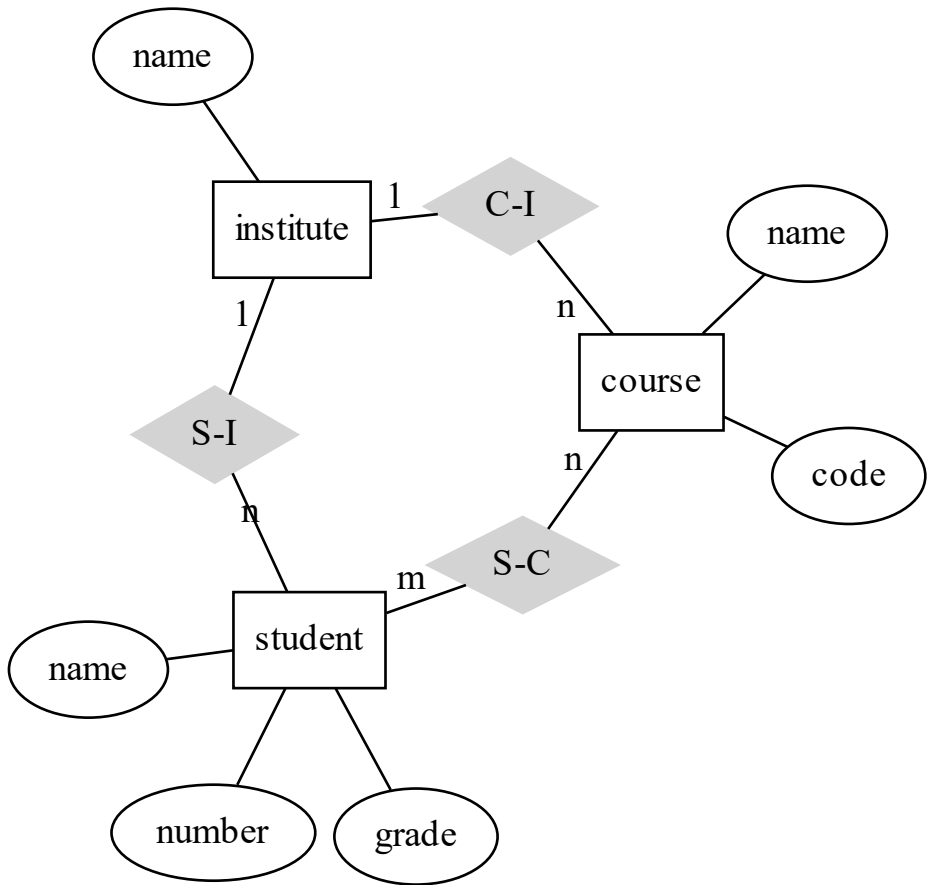 name
1
C-I
institute
name
1
n
course
S-I
n
code
n
S-C
m
student
name
number
grade